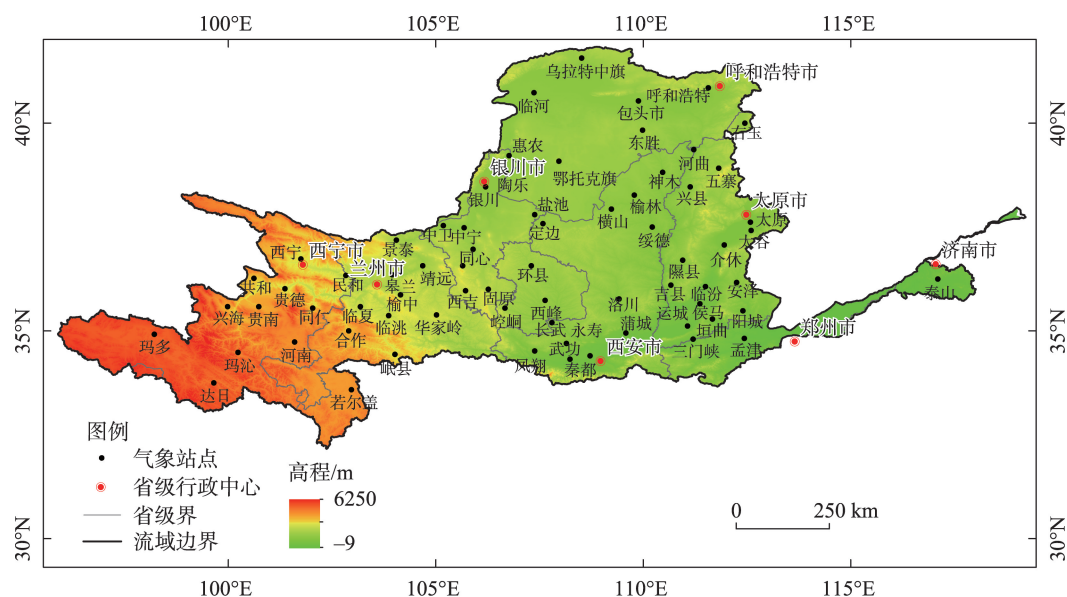 100°E 105°E 110°E 115°E
40°N 40°N
35°N 35°N
30°N 30°N
乌拉特中旗
呼和浩特市
呼和浩特
临河
包头市
右玉
东胜
惠农
河曲
银川市
鄂托克旗
神木
五寨
陶乐
银川
榆林
兴县
盐池
横山
太原市
太原
中卫
中宁
定边
绥德
太谷
景泰
西宁
西宁市
同心
介休
济南市
兰州市
靖远
环县
隰县
民和
皋兰
共和
贵德
榆中
西吉
固原
吉县
临汾
安泽
泰山
兴海
贵南
同仁
临夏
临洮
华家岭
崆峒
西峰
洛川
运城
侯马
阳城
郑州市
合作
长武
永寿
蒲城
垣曲
玛多
河南
武功
西安市
三门峡
孟津
玛沁
岷县
凤翔
秦都
达日
若尔盖
图例
气象站点
省级行政中心
省级界
流域边界
高程/m
6250
–9
0 250 km
100°E 105°E 110°E 115°E